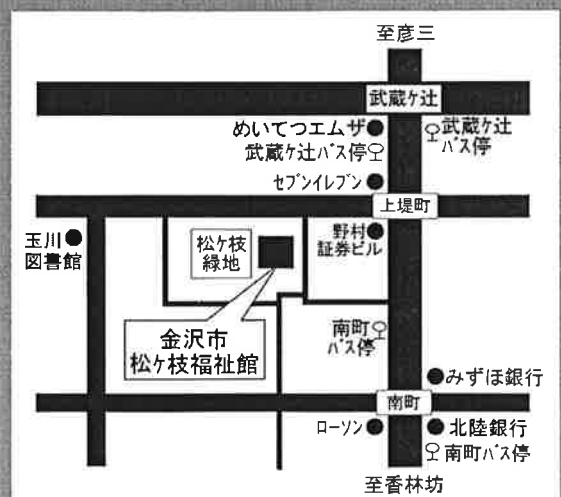 至彦三
武蔵ケ辻
めいてつエムザ
武蔵ケ辻バス停
武蔵ケ辻
バス停
セブンイレブン
上堤町
玉川
図書館
松ケ枝
緑地
野村
証券ビル
金沢市
松ケ枝福祉館
南町
バス停
みずほ銀行
南町
ローソン
北陸銀行
南町バス停
至香林坊